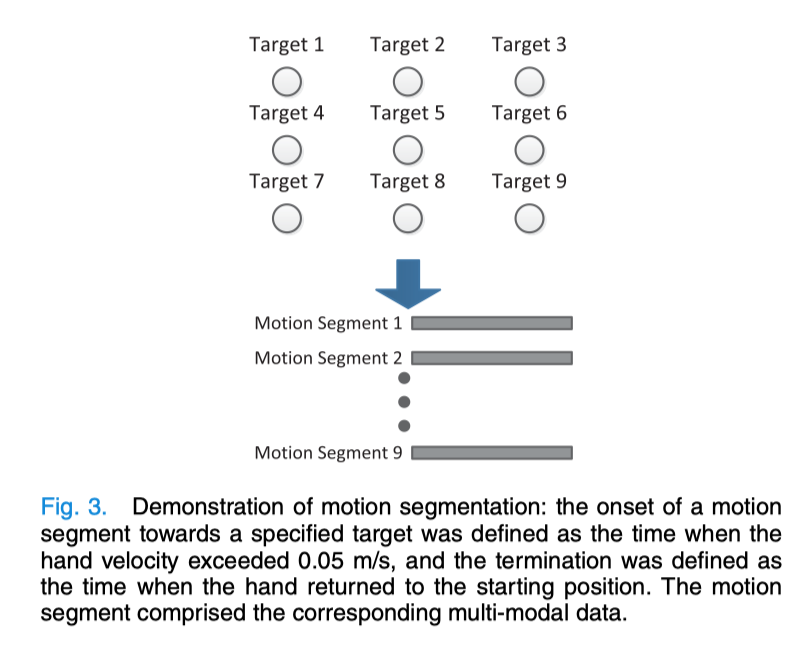 Target 1 Target 2 Target 3
Target 4 Target 5 Target 6
Target 7 Target 8 Target 9
Motion Segment 1
Motion Segment 2
Motion Segment 9
Fig. 3. Demonstration of motion segmentation: the onset of a motion
segment towards a specified target was defined as the time when the
hand velocity exceeded 0.05 m/s, and the termination was defined as
the time when the hand returned to the starting position. The motion
segment comprised the corresponding multi-modal data.